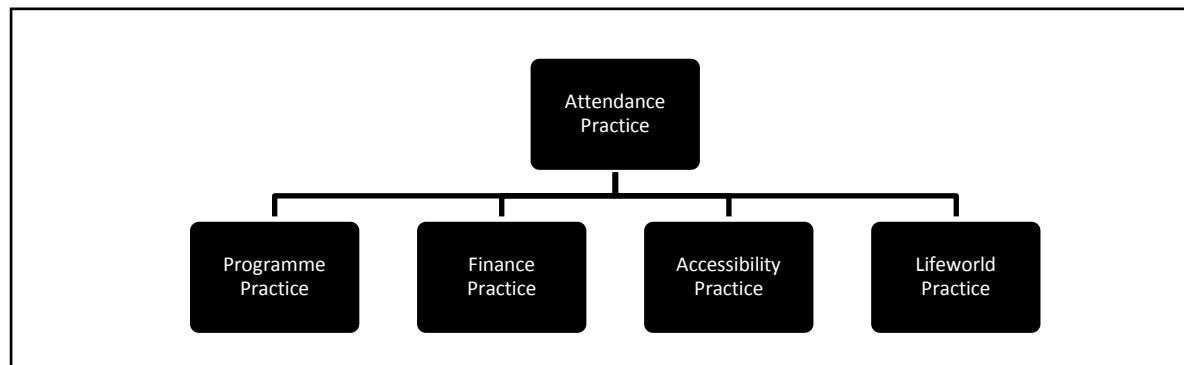 Attendance
Practice
Programme
Practice
Finance
Practice
Accessibility
Practice
Lifeworld
Practice